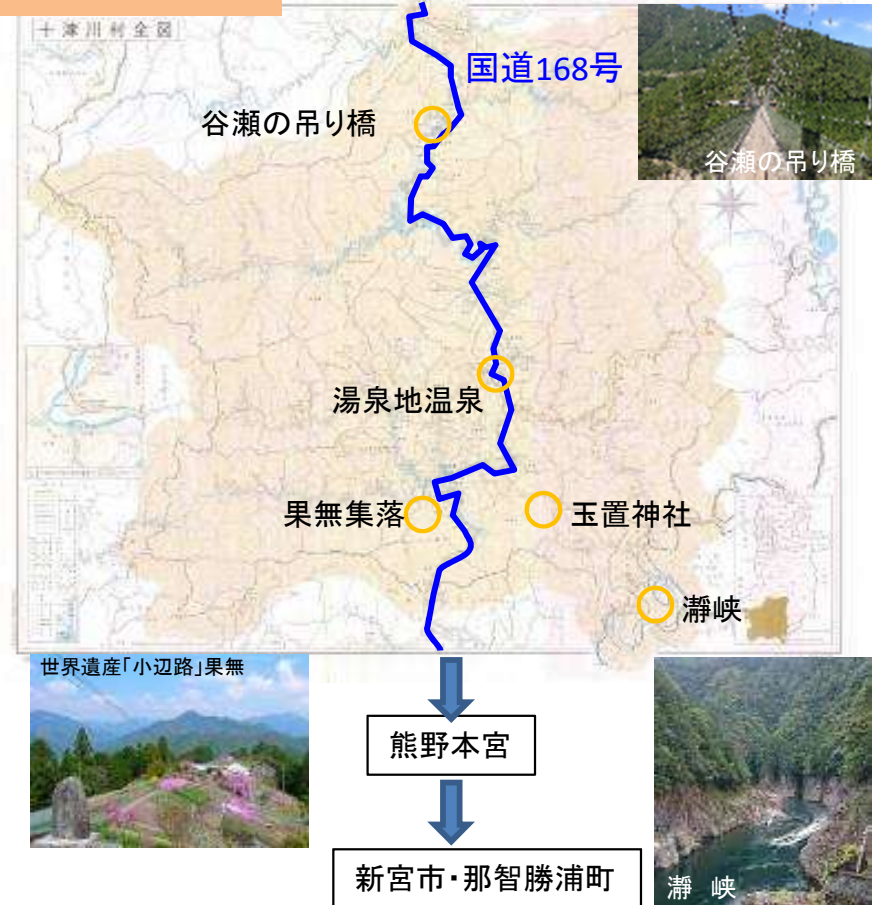 十津川村全図
国道168号
谷瀬の吊り橋
谷瀬の吊り橋
湯泉地温泉
果無集落
玉置神社
瀞峡
世界遺産「小辺路」果無
熊野本宮
新宮市・那智勝浦町
瀞 峡